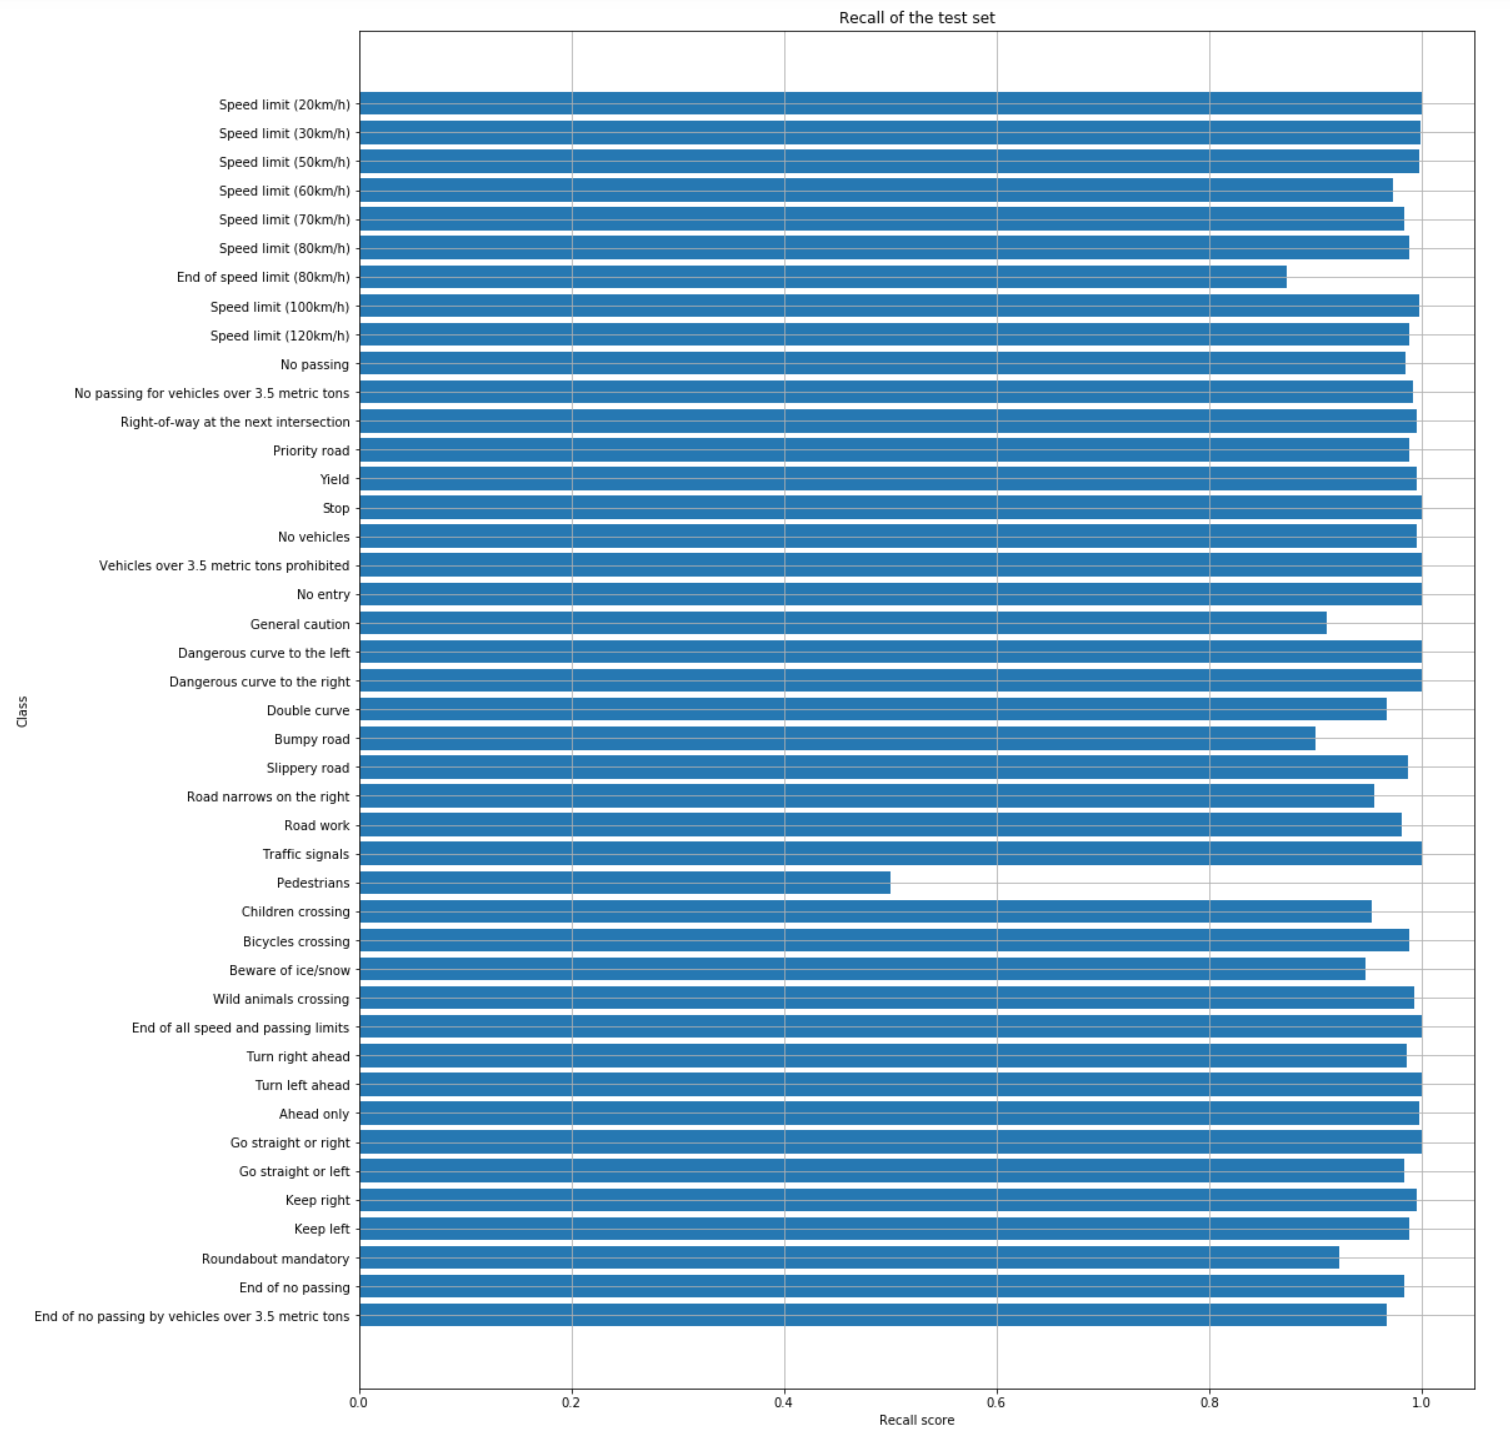 Recall of the test set
Speed limit (20km/h)
Speed limit (30km/h)
Speed limit (50km/h)
Speed limit (60km/h)
Speed limit (70km/h)
Speed limit (80km/h)
End of speed limit (80km/h)
Speed limit (100km/h)
Speed limit (120km/h)
No passing
No passing for vehicles over 3.5 metric tons
Right-of-way at the next intersection
Priority road
Yield
Stop
No vehicles
Vehicles over 3.5 metric tons prohibited
No entry
General caution
Dangerous curve to the left
Dangerous curve to the right
Double curve
Bumpy road
Slippery road
Road narrows on the right
Road work
Traffic signals
Pedestrians
Children crossing
Bicycles crossing
Beware of ice/snow
Wild animals crossing
End of all speed and passing limits
Turn right ahead
Turn left ahead
Ahead only
Go straight or right
Go straight or left
Keep right
Keep left
Roundabout mandatory
End of no passing
End of no passing by vehicles over 3.5 metric tons
Class
0.0 0.2 0.4 0.6 0.8 1.0
Recall score